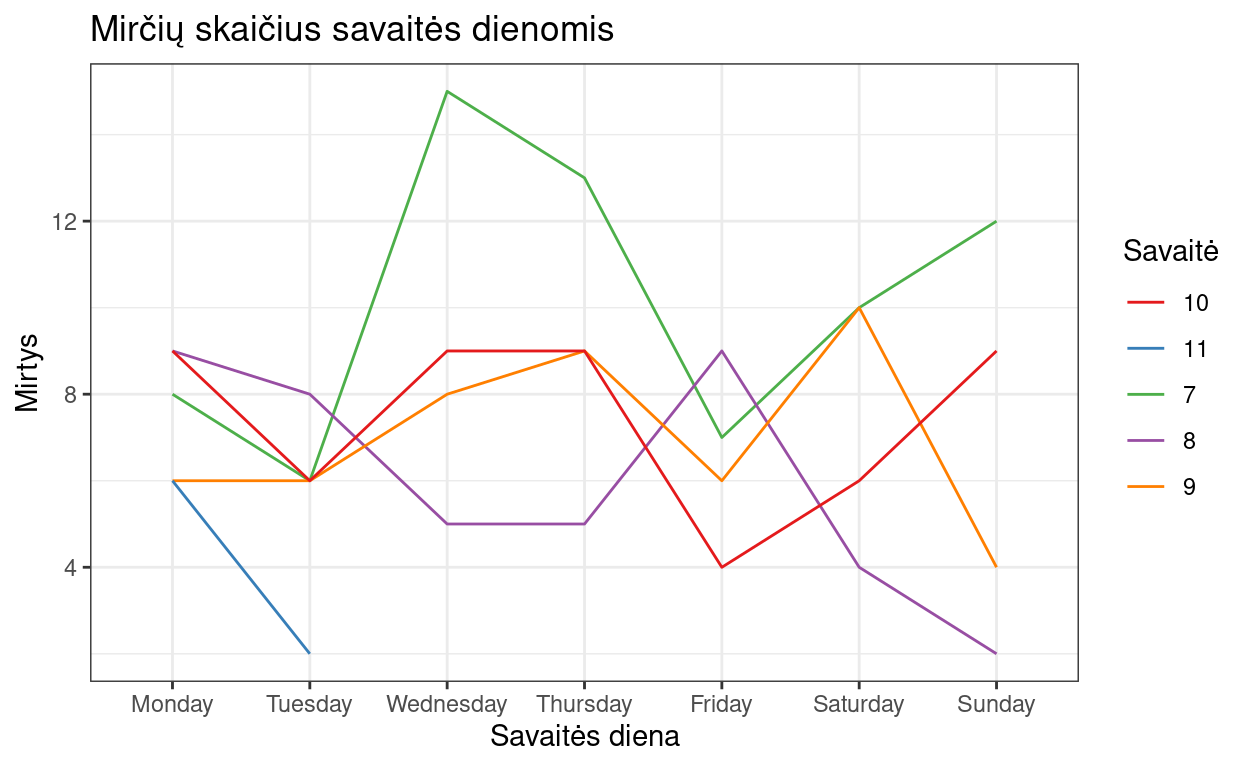 Mirčių skaičius savaitės dienomis
Mirtys
12
8
4
Monday Tuesday Wednesday Thursday Friday Saturday Sunday
Savaitės diena
Savaitė
10
11
7
8
9